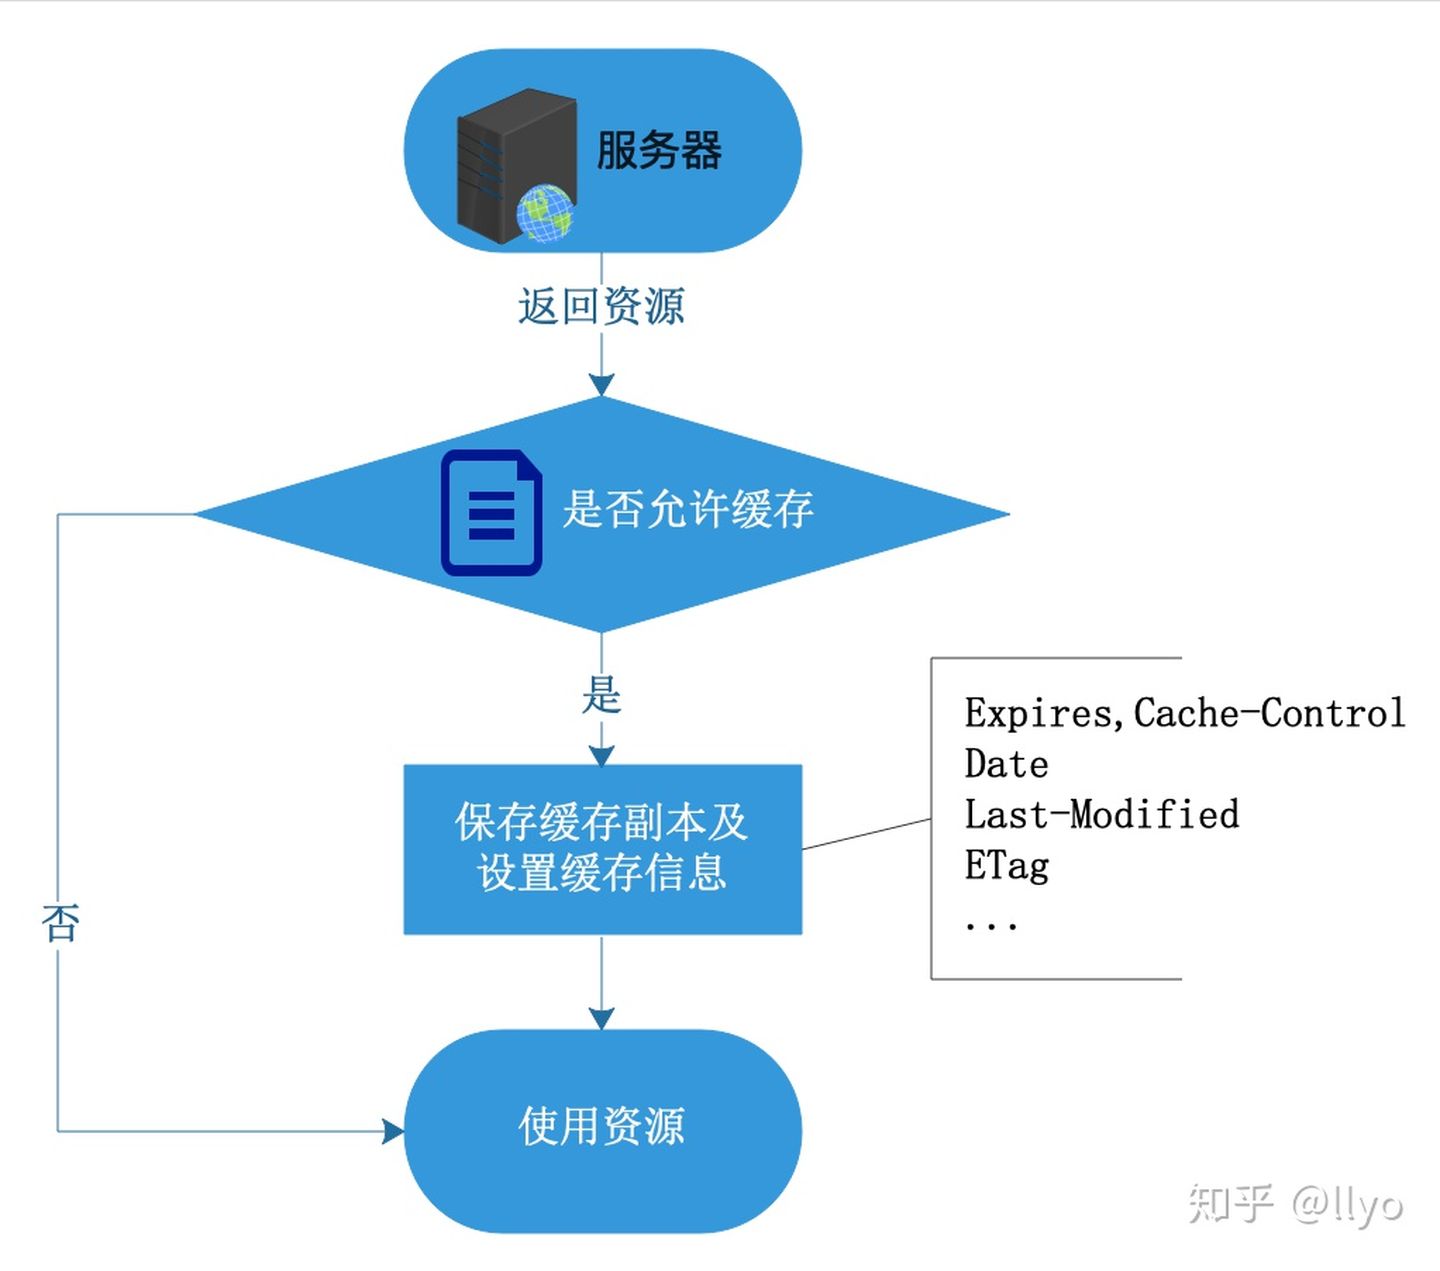 服务器
返回资源
是否允许缓存
是
Expires,Cache-Control
Date
Last-Modified
ETag
...
保存缓存副本及
设置缓存信息
否
使用资源
知乎 @llyo